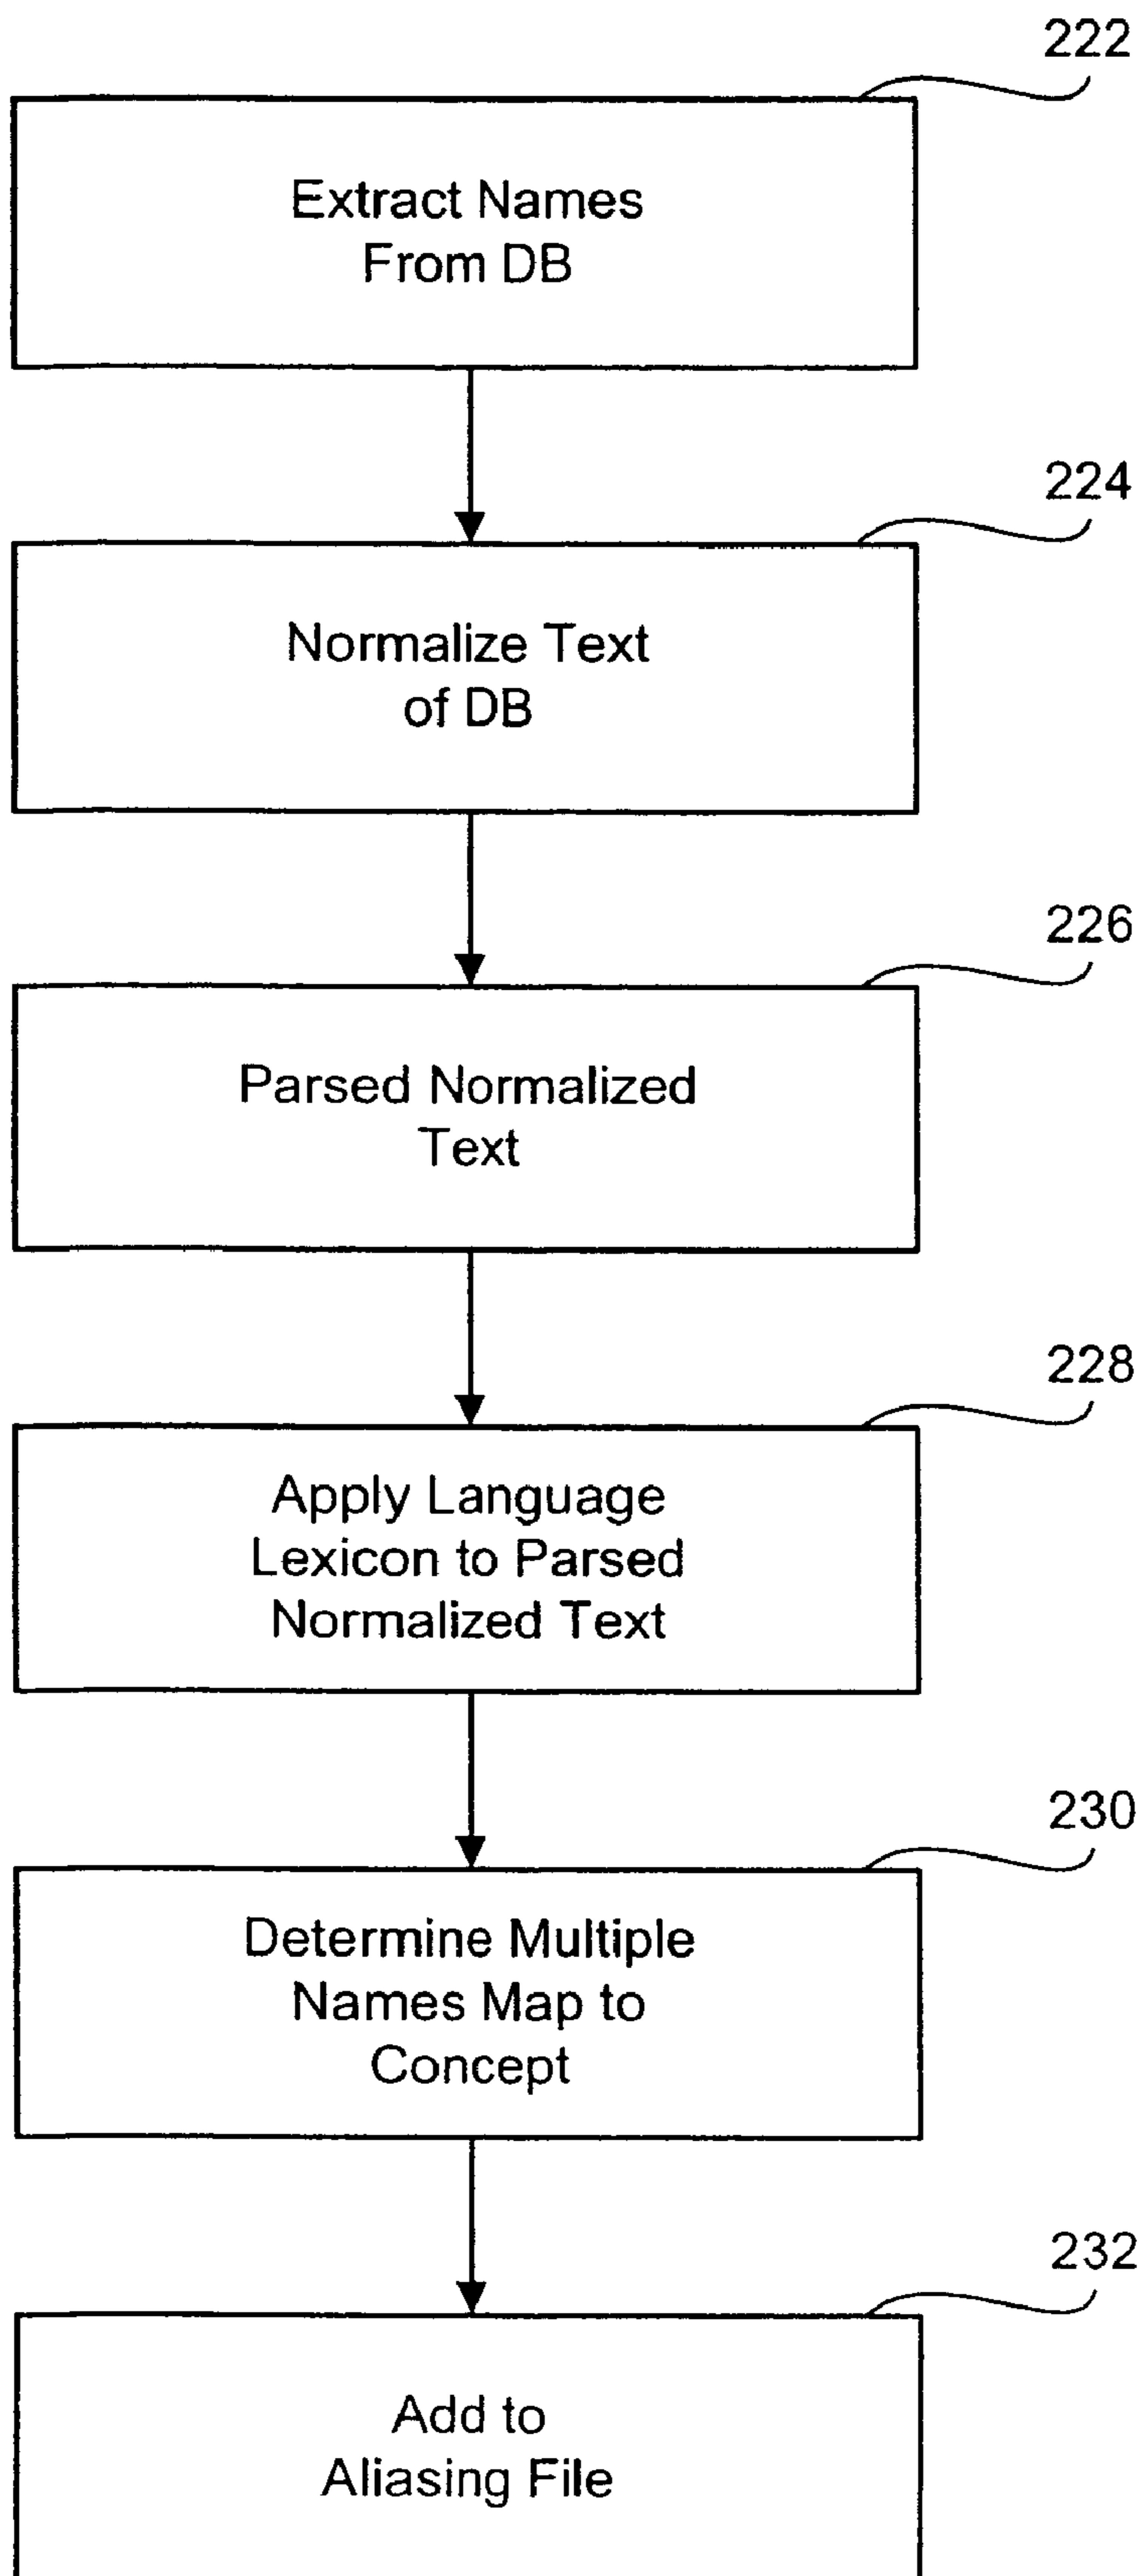 222
Extract Names
From DB
224
Normalize Text
of DB
226
Parsed Normalized
Text
228
Apply Language
Lexicon to Parsed
Normalized Text
230
Determine Multiple
Names Map to
Concept
232
Add to
Aliasing File